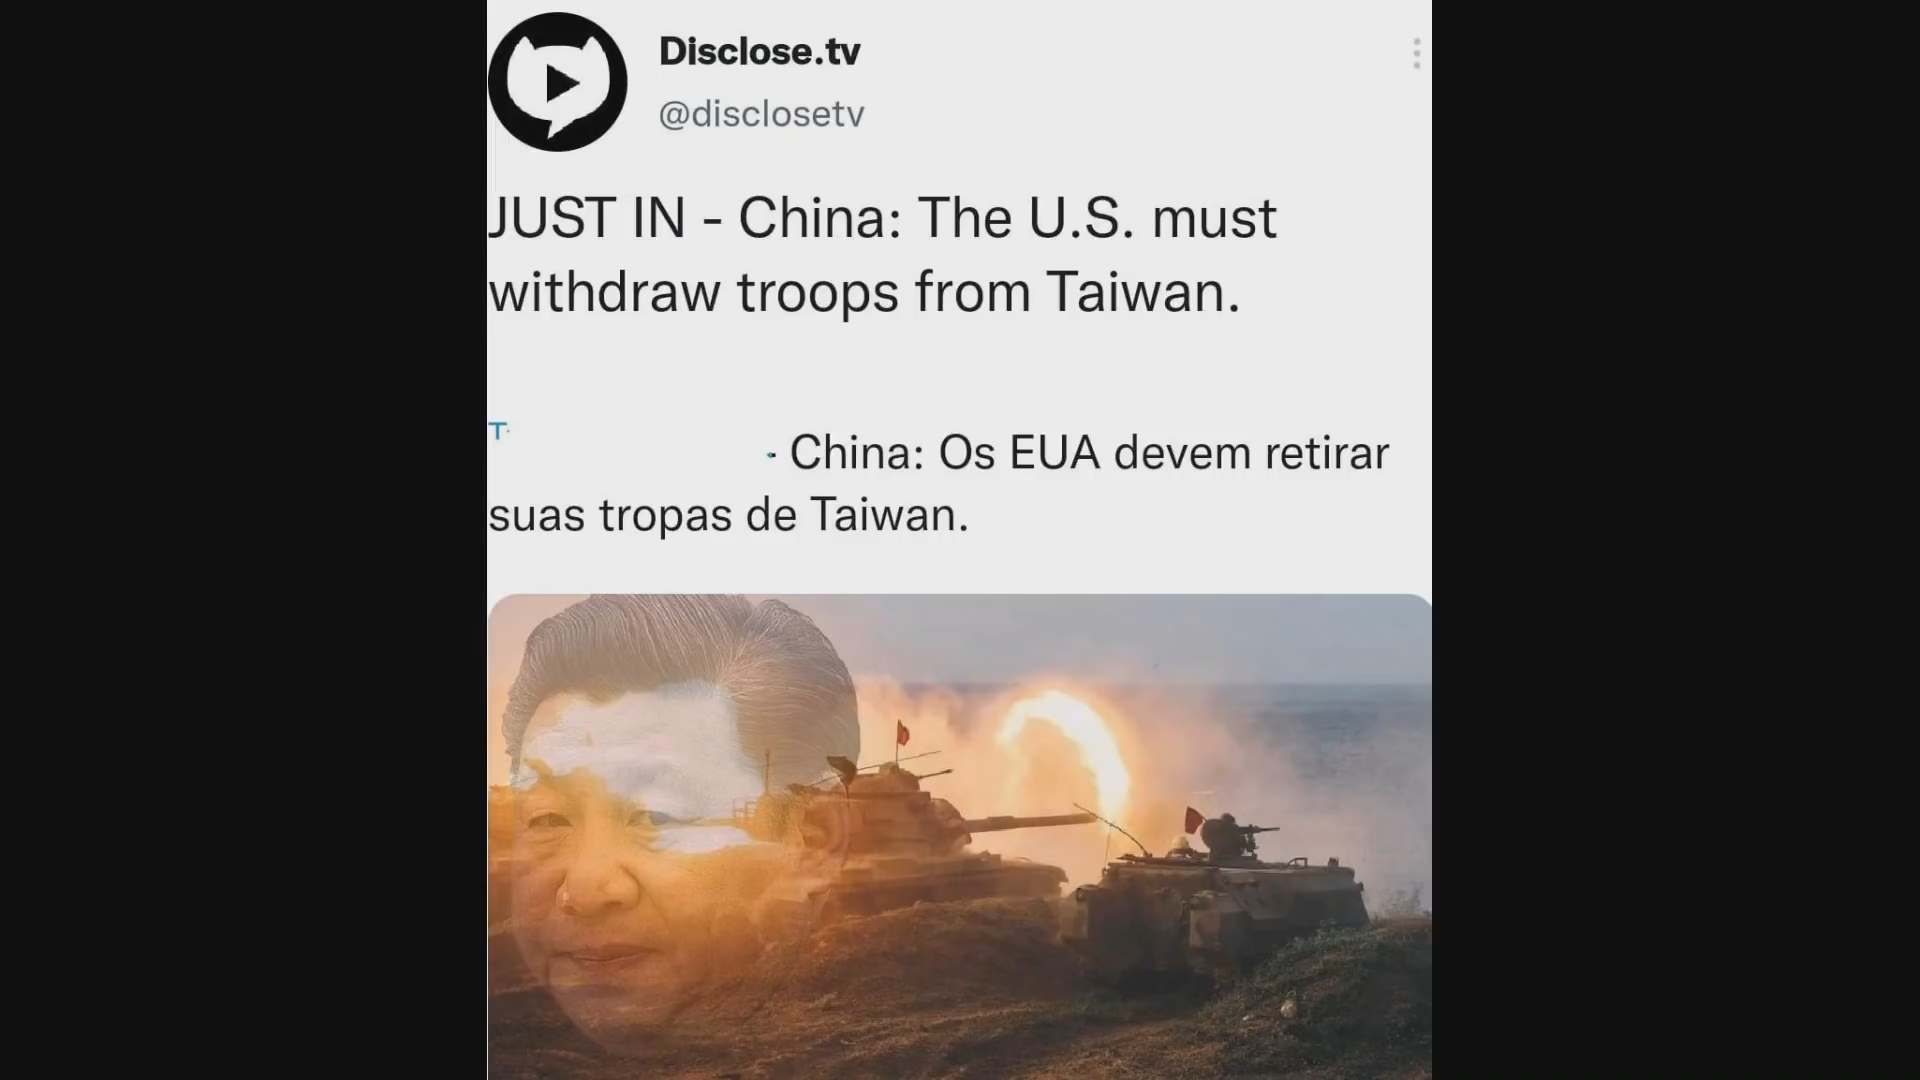 Disclose.tv
@disclosetv
JUST IN - China: The U.S. must
withdraw troops from Taiwan.
T
- China: Os EUA devem retirar
suas tropas de Taiwan.